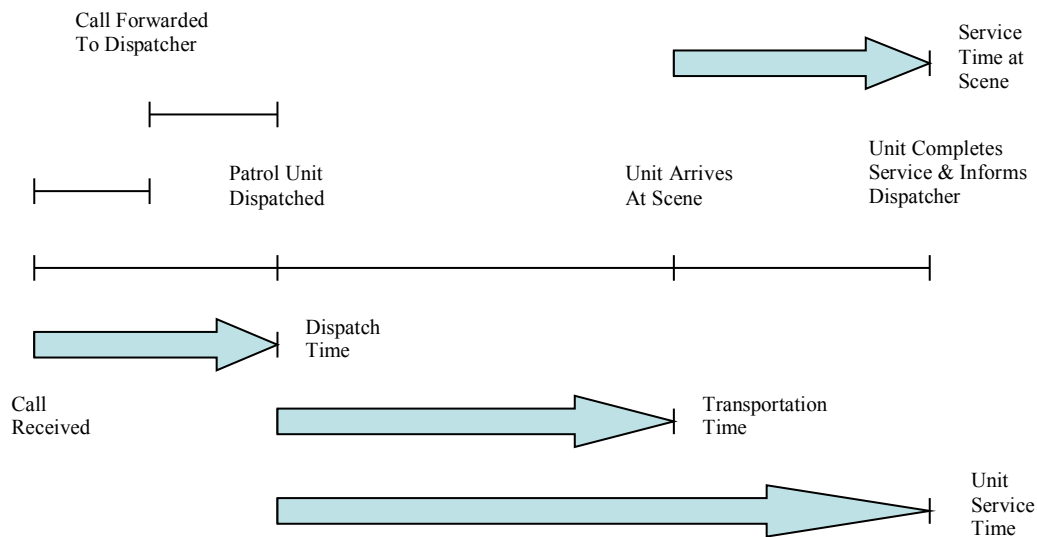 Call Forwarded
To Dispatcher
Service
Time at
Scene
Patrol Unit
Dispatched
Unit Arrives
At Scene
Unit Completes
Service & Informs
Dispatcher
Dispatch
Time
Call
Received
Transportation
Time
Unit
Service
Time